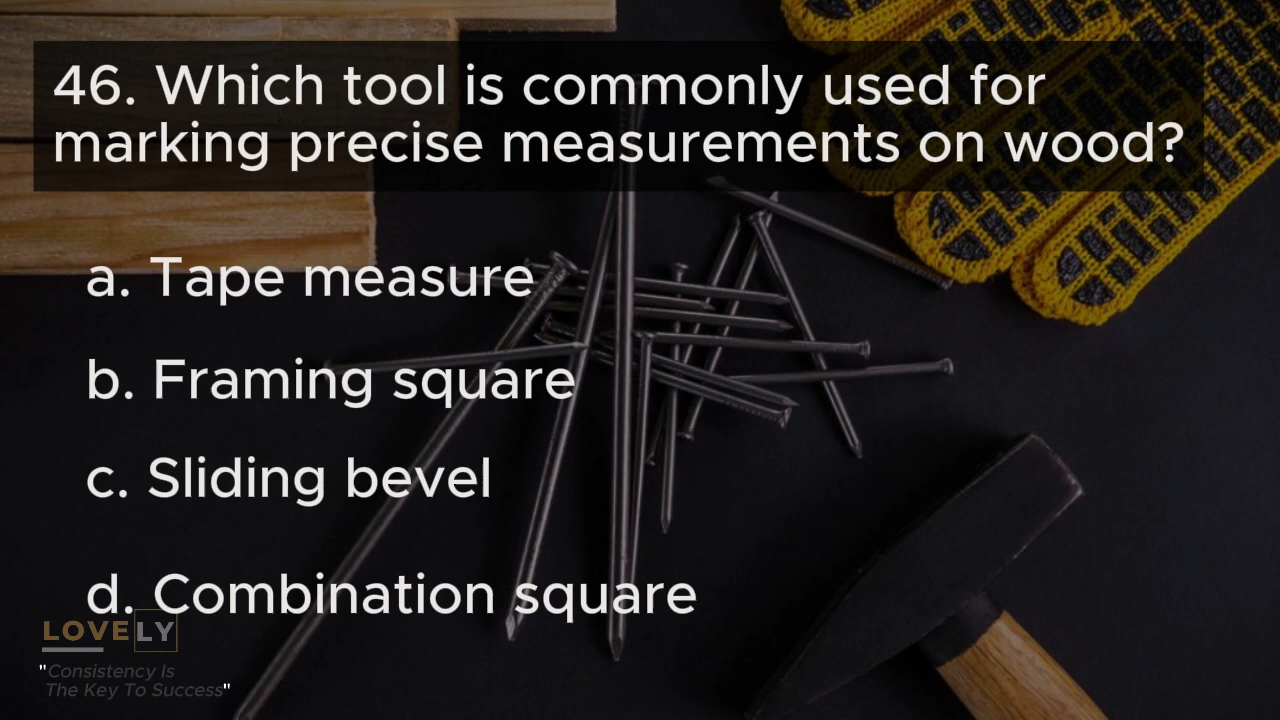 46. Which tool is commonly used for
marking precise measurements on wood?
a. Tape measure
b. Framing square
c. Sliding bevel
d. Combination square
LOVELY
"Consistency Is
The Key To Success"